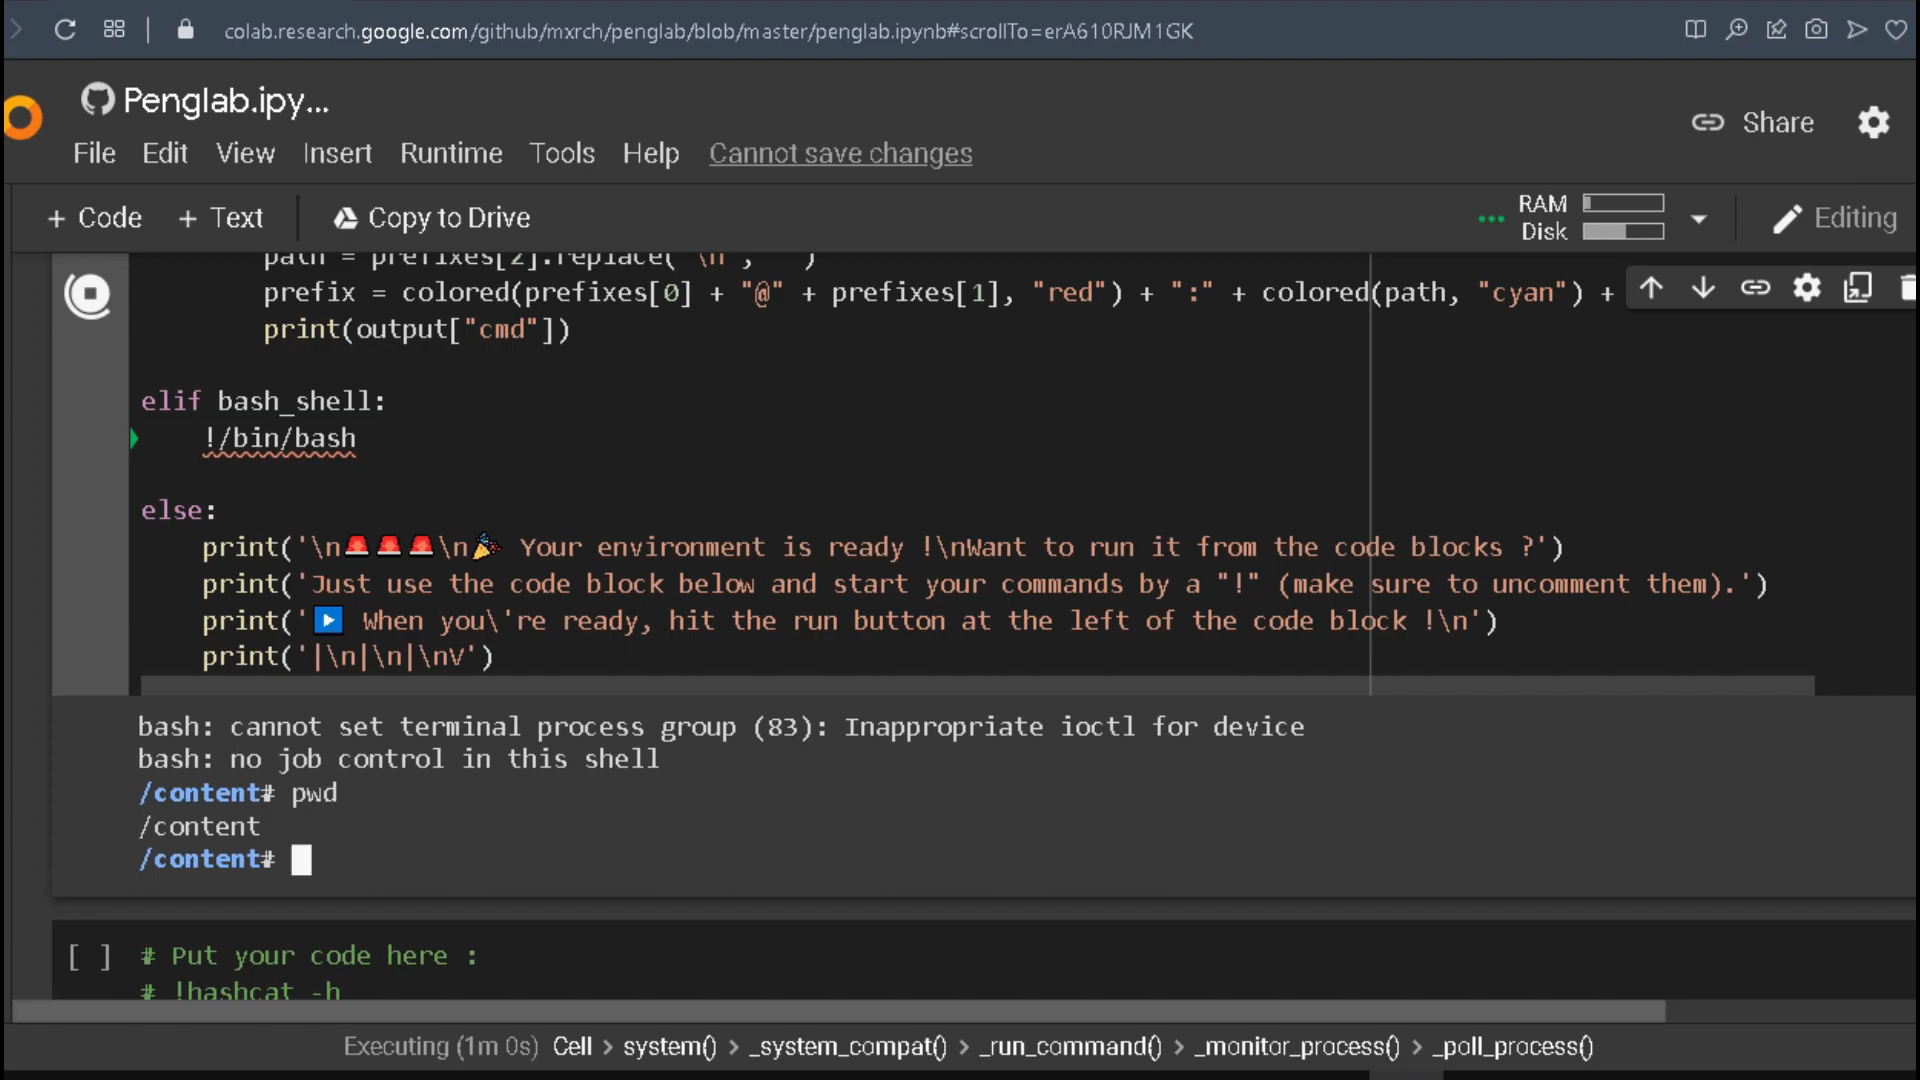 colab.research.google.com/github/mxrch/penglab/blob/master/penglab.ipynb#scrollTo=erA610RJM1GK
Penglab.ipy...
Share
File Edit View Insert Runtime Tools Help Cannot save changes
+ Code + Text Copy to Drive
RAM
Disk
Editing
path = prefixes[2].replace("\n", "")
prefix = colored(prefixes[0] + "@" + prefixes[1], "red") + ":" + colored(path, "cyan") +
print(output["cmd"])
elif bash_shell:
!/bin/bash
else:
print('\n🚨🚨🚨\n🎉 Your environment is ready !\nWant to run it from the code blocks ?')
print('Just use the code block below and start your commands by a "!" (make sure to uncomment them).')
print('▶️ When you\'re ready, hit the run button at the left of the code block !\n')
print('|\n|\n|\nV')
bash: cannot set terminal process group (83): Inappropriate ioctl for device
bash: no job control in this shell
/content# pwd
/content
/content#
[ ] # Put your code here :
# !hashcat -h
Executing (1m 0s) Cell > system() > _system_compat() > _run_command() > _monitor_process() > _poll_process()